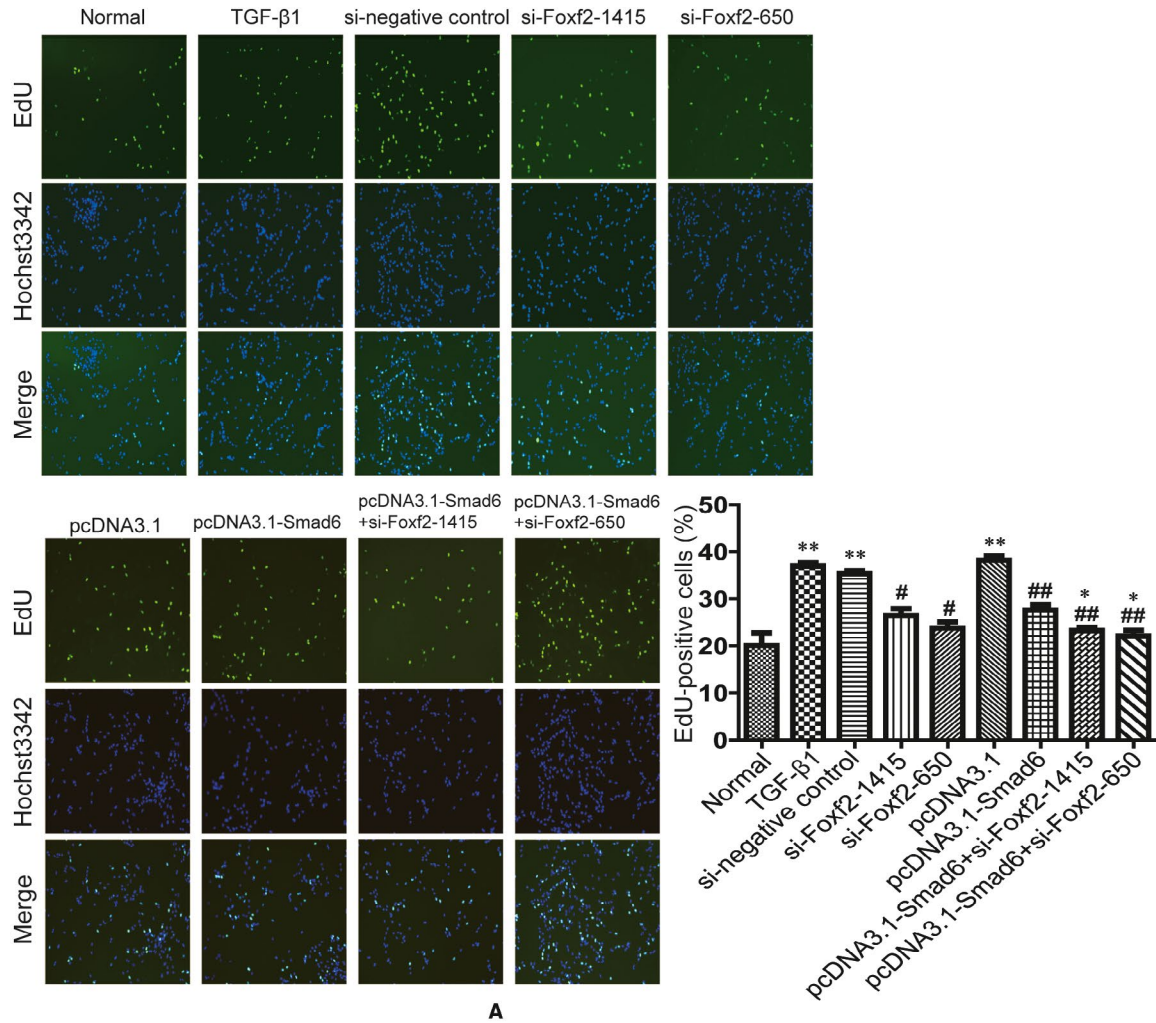 Normal
TGF-β1
si-negative control
si-Foxf2-1415
si-Foxf2-650
EdU
Hochst3342
Merge
pcDNA3.1
pcDNA3.1-Smad6
pcDNA3.1-Smad6
+si-Foxf2-1415
pcDNA3.1-Smad6
+si-Foxf2-650
EdU
Hochst3342
Merge
EdU-positive cells (%)
50
40
30
20
10
0
**
**
#
#
**
##
*
##
*
##
Normal
TGF-β1
si-negative control
si-Foxf2-1415
si-Foxf2-650
pcDNA3.1
pcDNA3.1-Smad6
pcDNA3.1-Smad6+si-Foxf2-1415
pcDNA3.1-Smad6+si-Foxf2-650
A